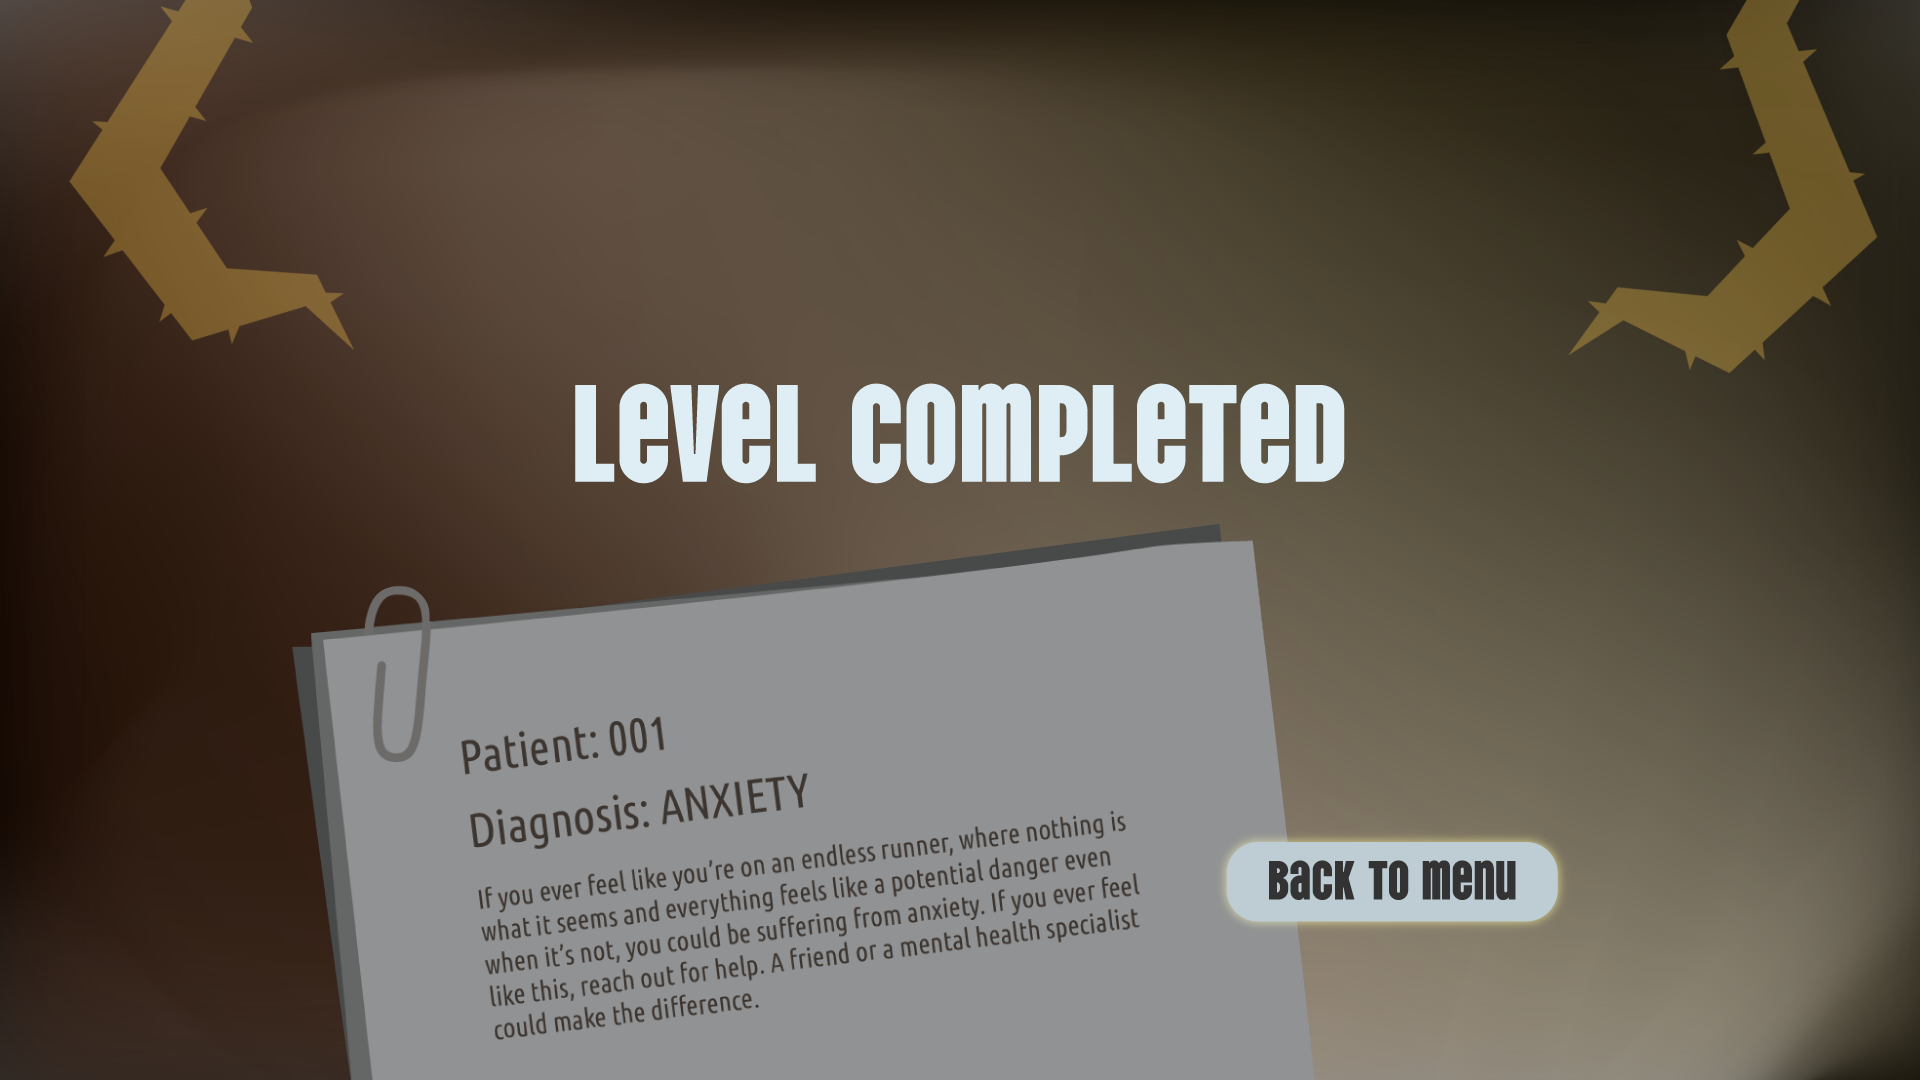 LeVeL COMPLeTeD
Patient: 001
Diagnosis: ANXIETY
If you ever feel like you’re on an endless runner, where nothing is
what it seems and everything feels like a potential danger even
when it’s not, you could be suffering from anxiety. If you ever feel
like this, reach out for help. A friend or a mental health specialist
could make the difference.
BaCK TO MeNU